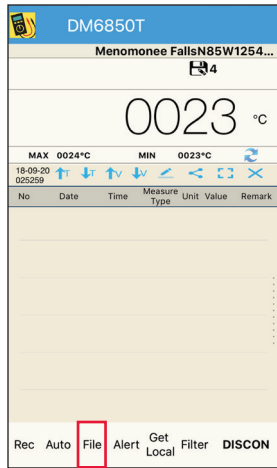 DM6850T
Menomonee FallsN85W1254...
4
0023 °C
MAX 0024°C MIN 0023°C
18-09-20
025259
T T V V
No Date Time Measure Type Unit Value Remark
Rec Auto File Alert Get Local Filter DISCON